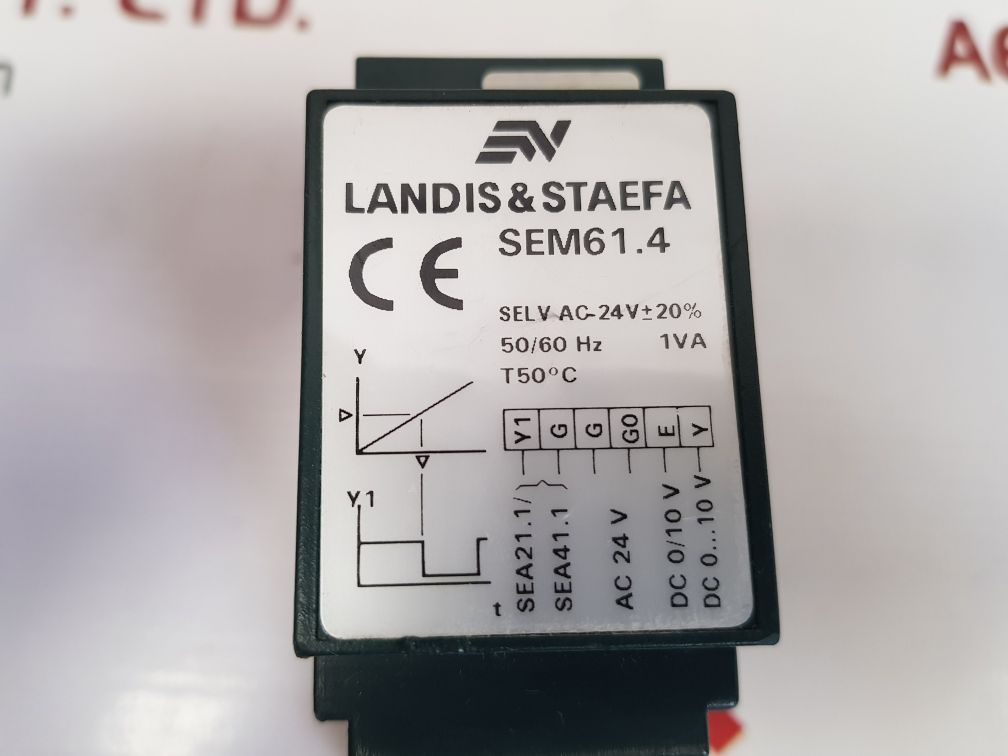 T. LTD.
LANDIS & STAEFA
SEM61.4
CE
SELV AC~24V±20%
50/60 Hz 1VA
T50°C
Y
Y1 G G G0 E Y
Y1
t
SEA21.1/
SEA41.1
AC 24 V
DC 0/10 V
DC 0...10 V